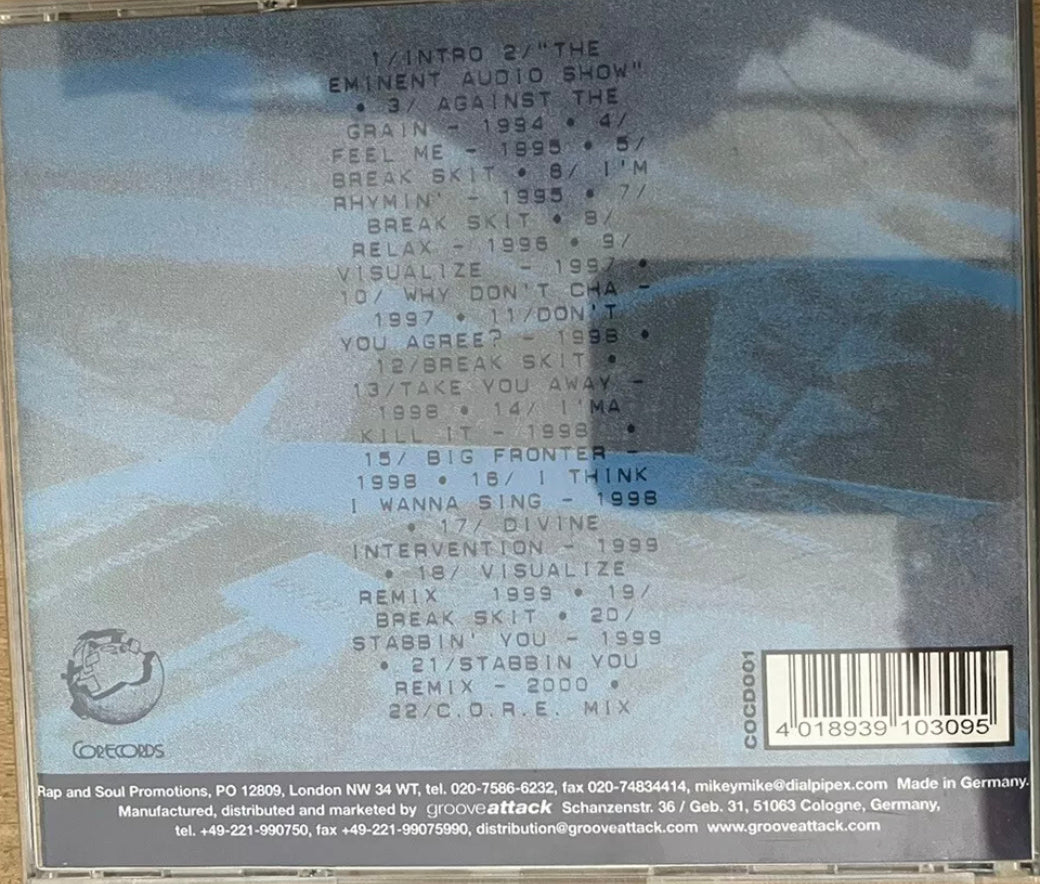 1/INTRO 2/"THE
EMINENT AUDIO SHOW"
• 3/ AGAINST THE
GRAIN - 1994 • 4/
FEEL ME - 1995 • 5/
BREAK SKIT • 6/ I'M
RHYMIN' - 1995 • 7/
BREAK SKIT • 8/
RELAX - 1996 • 9/
VISUALIZE - 1997 •
10/ WHY DON'T CHA -
1997 • 11/DON'T
YOU AGREE? - 1998 •
12/BREAK SKIT •
13/TAKE YOU AWAY -
1998 • 14/ I'MA
KILL IT - 1998 •
15/ BIG FRONTER -
1998 • 16/ I THINK
I WANNA SING - 1998
• 17/ DIVINE
INTERVENTION - 1999
• 18/ VISUALIZE
REMIX 1999 • 19/
BREAK SKIT • 20/
STABBIN' YOU - 1999
• 21/STABBIN YOU
REMIX - 2000 •
22/C.O.R.E. MIX
CORECORDS
COCD001
4 018939 103095
Rap and Soul Promotions, PO 12809, London NW 34 WT, tel. 020-7586-6232, fax 020-74834414, mikeymike@dialpipex.com Made in Germany.
Manufactured, distributed and marketed by grooveattack Schanzenstr. 36 / Geb. 31, 51063 Cologne, Germany,
tel. +49-221-990750, fax +49-221-99075990, distribution@grooveattack.com www.grooveattack.com